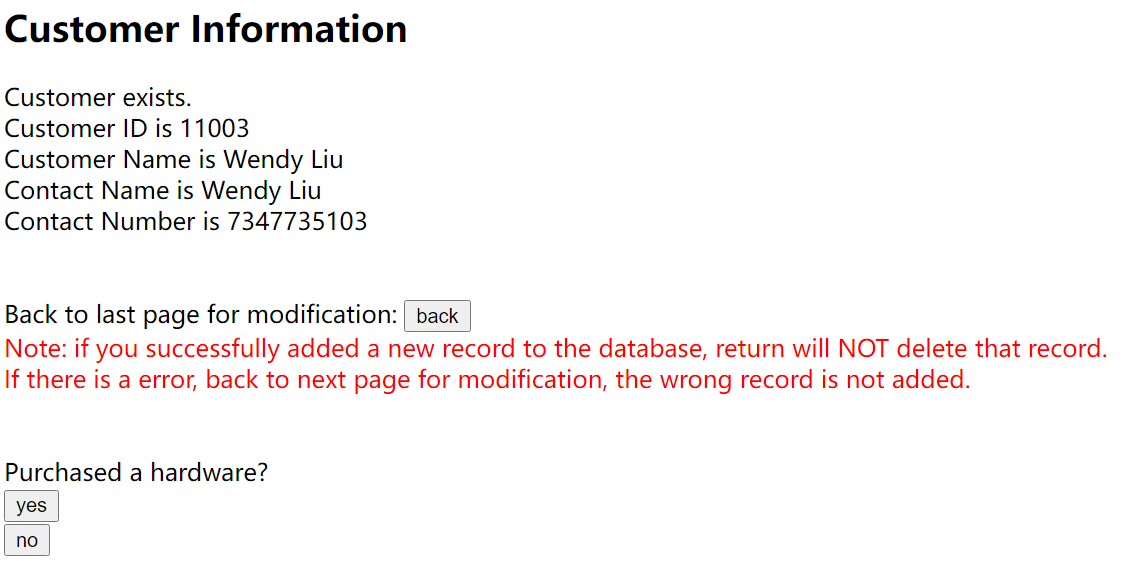 Customer Information
Customer exists.
Customer ID is 11003
Customer Name is Wendy Liu
Contact Name is Wendy Liu
Contact Number is 7347735103
Back to last page for modification: back
Note: if you successfully added a new record to the database, return will NOT delete that record.
If there is a error, back to next page for modification, the wrong record is not added.
Purchased a hardware?
yes
no